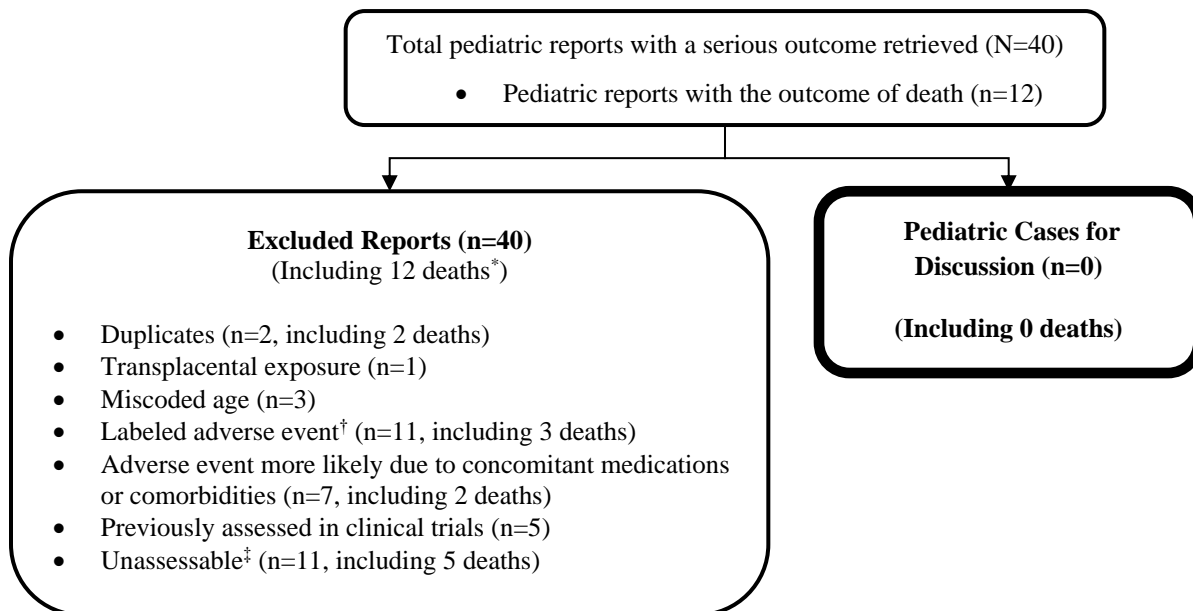 Total pediatric reports with a serious outcome retrieved (N=40)
• Pediatric reports with the outcome of death (n=12)
Excluded Reports (n=40)
(Including 12 deaths*)
• Duplicates (n=2, including 2 deaths)
• Transplacental exposure (n=1)
• Miscoded age (n=3)
• Labeled adverse event† (n=11, including 3 deaths)
• Adverse event more likely due to concomitant medications
or comorbidities (n=7, including 2 deaths)
• Previously assessed in clinical trials (n=5)
• Unassessable‡ (n=11, including 5 deaths)
Pediatric Cases for
Discussion (n=0)
(Including 0 deaths)